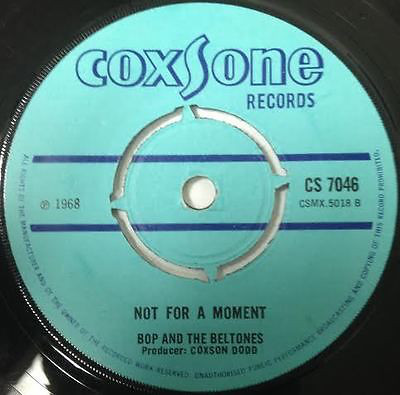 coxsone
RECORDS
CS 7046
CSMX.5018 B
℗ 1968
NOT FOR A MOMENT
BOP AND THE BELTONES
Producer: COXSON DODD
ALL RIGHTS OF THE MANUFACTURER AND OF THE OWNER OF THE RECORDED WORK RESERVED. UNAUTHORISED PUBLIC PERFORMANCE BROADCASTING AND COPYING OF THIS RECORD PROHIBITED.